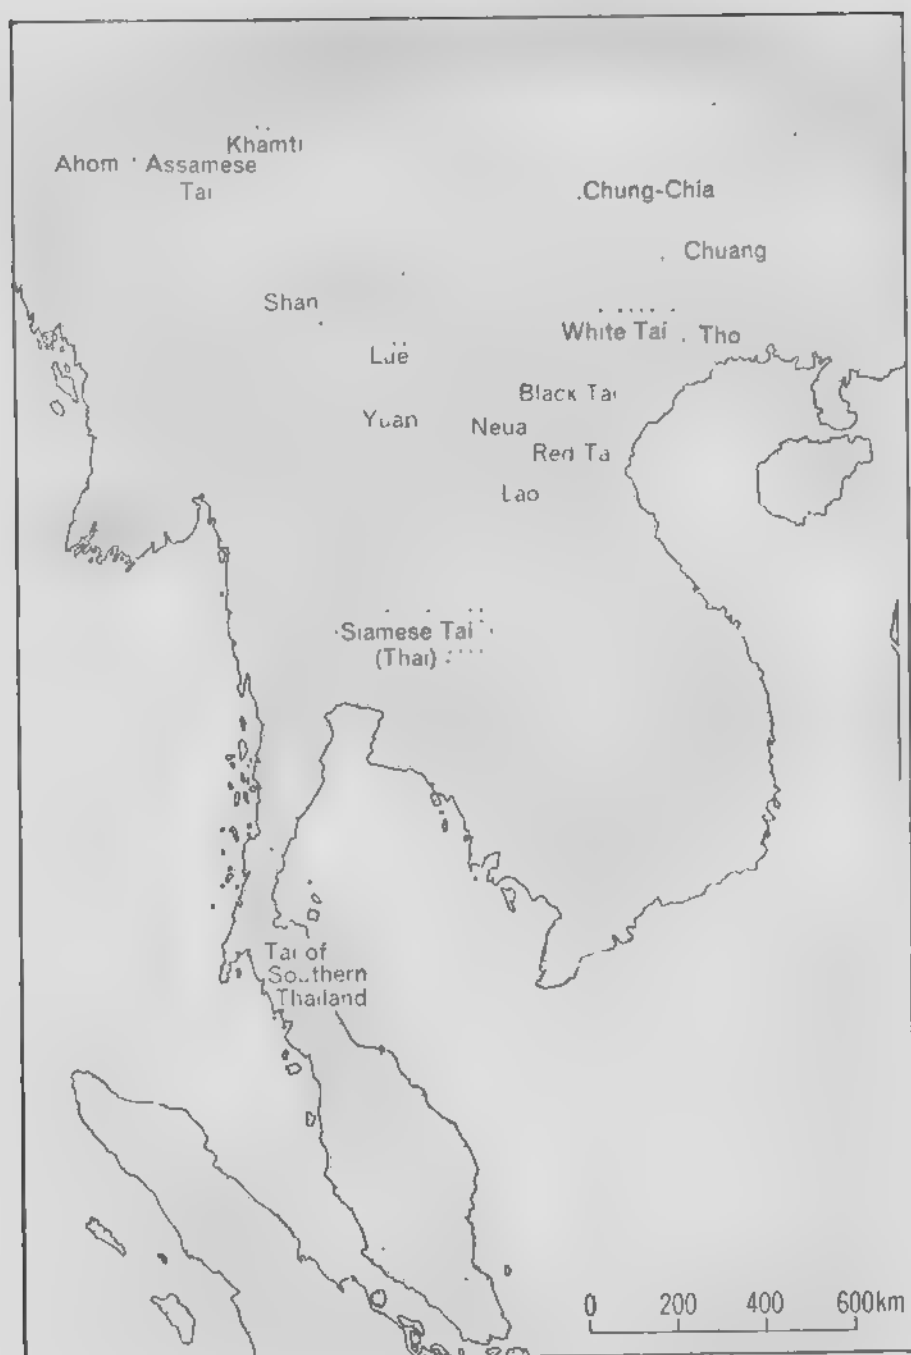 Khamti
Ahom
Assamese
Tai
Chung-Chia
Chuang
Shan
White Tai
Tho
Lue
Black Tai
Yuan
Neua
Red Tai
Lao
Siamese Tai
(Thai)
Tai of
Southern
Thailand
0 200 400 600km